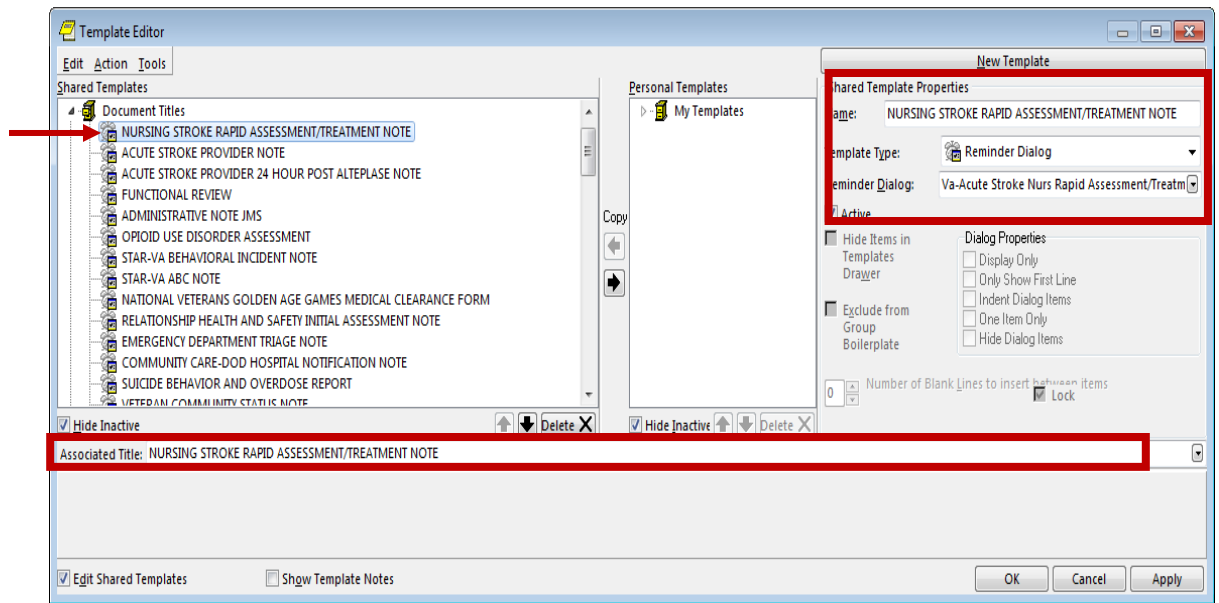 Template Editor
Edit Action Tools
New Template
Shared Templates
Personal Templates
Shared Template Properties
Document Titles
NURSING STROKE RAPID ASSESSMENT/TREATMENT NOTE
ACUTE STROKE PROVIDER NOTE
ACUTE STROKE PROVIDER 24 HOUR POST ALTEPLASE NOTE
FUNCTIONAL REVIEW
ADMINISTRATIVE NOTE JMS
OPIOID USE DISORDER ASSESSMENT
STAR-VA BEHAVIORAL INCIDENT NOTE
STAR-VA ABC NOTE
NATIONAL VETERANS GOLDEN AGE GAMES MEDICAL CLEARANCE FORM
RELATIONSHIP HEALTH AND SAFETY INITIAL ASSESSMENT NOTE
EMERGENCY DEPARTMENT TRIAGE NOTE
COMMUNITY CARE-DOD HOSPITAL NOTIFICATION NOTE
SUICIDE BEHAVIOR AND OVERDOSE REPORT
VETERAN COMMUNITY STATUS NOTE
Copy
My Templates
Name: NURSING STROKE RAPID ASSESSMENT/TREATMENT NOTE
Template Type: Reminder Dialog
Reminder Dialog: Va-Acute Stroke Nurs Rapid Assessment/Treatm
Active
Hide Items in
Templates
Drawer
Exclude from
Group
Boilerplate
Dialog Properties
Display Only
Only Show First Line
Indent Dialog Items
One Item Only
Hide Dialog Items
0 Number of Blank Lines to insert between items
Lock
Hide Inactive Delete
Hide Inactive Delete
Associated Title: NURSING STROKE RAPID ASSESSMENT/TREATMENT NOTE
Edit Shared Templates Show Template Notes
OK Cancel Apply